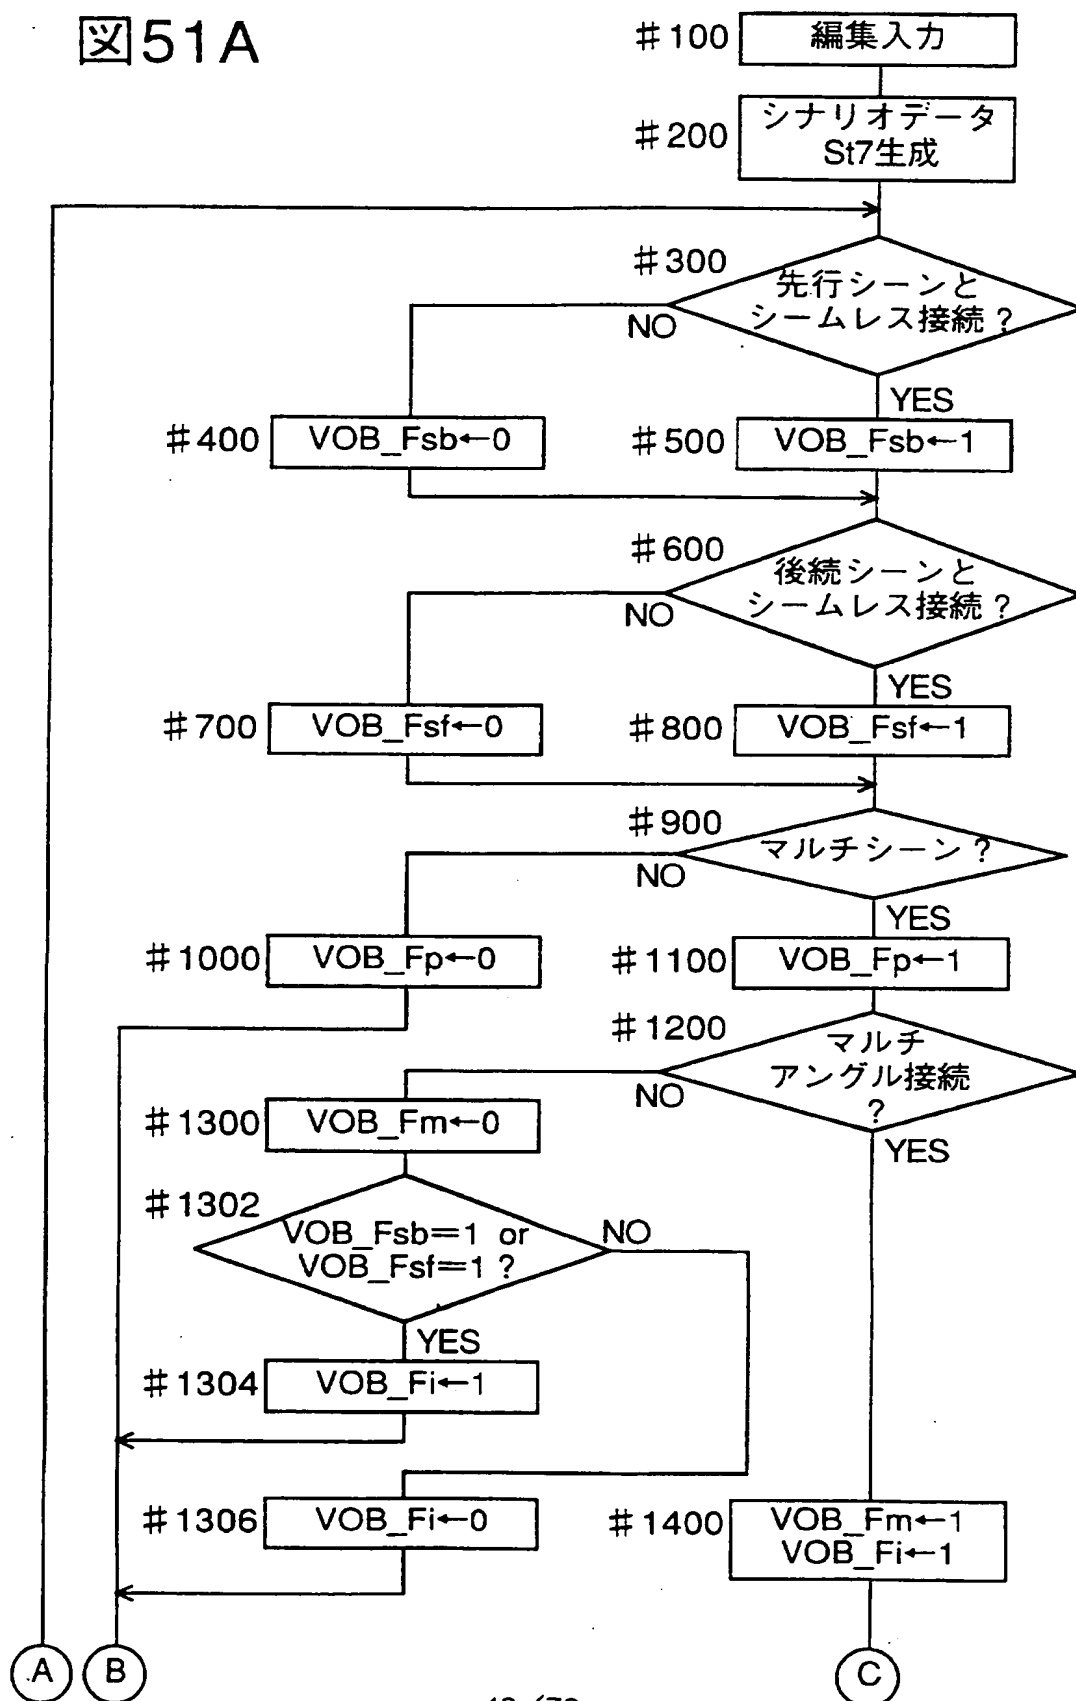 図51A
#100 編集入力
#200 シナリオデータ
St7生成
#300 先行シーンと
シームレス接続?
NO
YES
#400 VOB_Fsb←0
#500 VOB_Fsb←1
#600 後続シーンと
シームレス接続?
NO
YES
#700 VOB_Fsf←0
#800 VOB_Fsf←1
#900 マルチシーン?
NO
YES
#1000 VOB_Fp←0
#1100 VOB_Fp←1
#1200 マルチ
アングル接続
?
NO
YES
#1300 VOB_Fm←0
#1302 VOB_Fsb=1 or
VOB_Fsf=1 ?
NO
YES
#1304 VOB_Fi←1
#1306 VOB_Fi←0
#1400 VOB_Fm←1
VOB_Fi←1
A B C